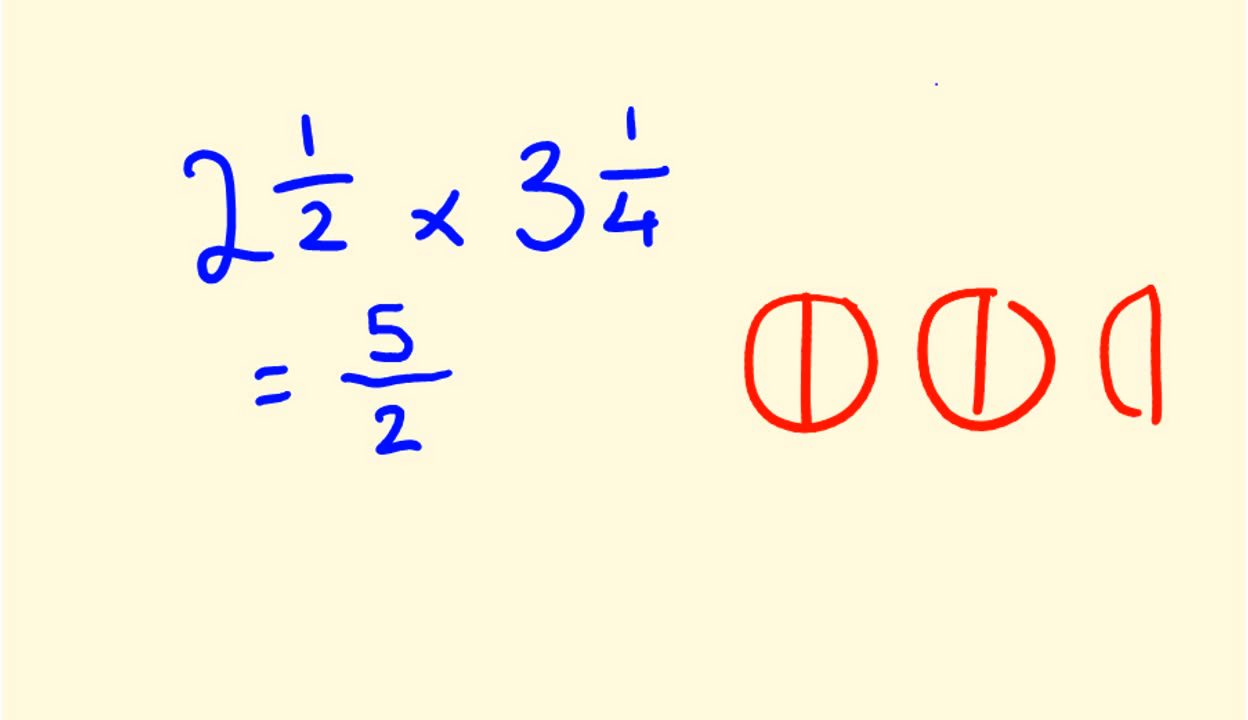 2 1/2 × 3 1/4
= 5/2